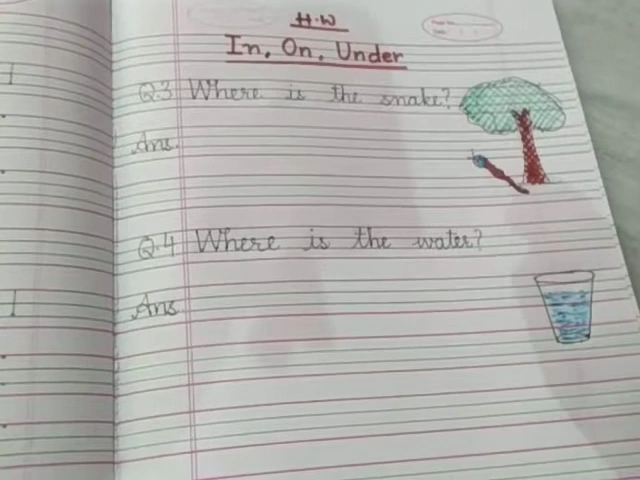 H.W
In, On, Under
Q.3 Where is the snake?
Ans.
Q.4 Where is the water?
Ans.